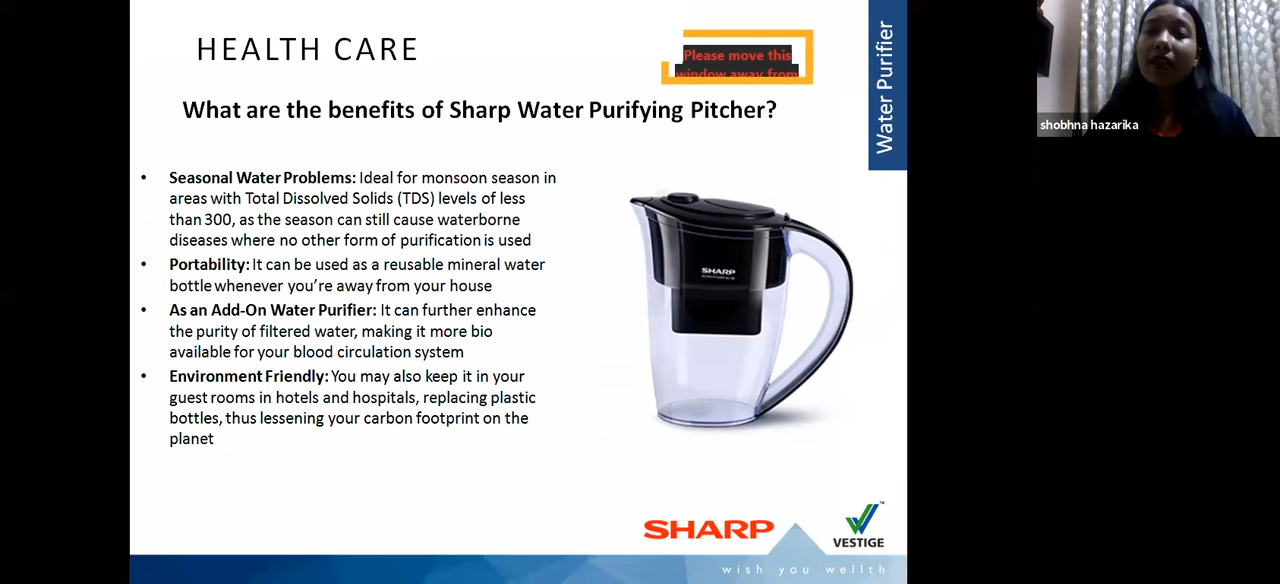 HEALTH CARE
Please move this
window away from
Water Purifier
shobhna hazarika
What are the benefits of Sharp Water Purifying Pitcher?
• Seasonal Water Problems: Ideal for monsoon season in
areas with Total Dissolved Solids (TDS) levels of less
than 300, as the season can still cause waterborne
diseases where no other form of purification is used
• Portability: It can be used as a reusable mineral water
bottle whenever you're away from your house
• As an Add-On Water Purifier: It can further enhance
the purity of filtered water, making it more bio
available for your blood circulation system
• Environment Friendly: You may also keep it in your
guest rooms in hotels and hospitals, replacing plastic
bottles, thus lessening your carbon footprint on the
planet
SHARP
SHARP
VESTIGE
™
wish you wellth